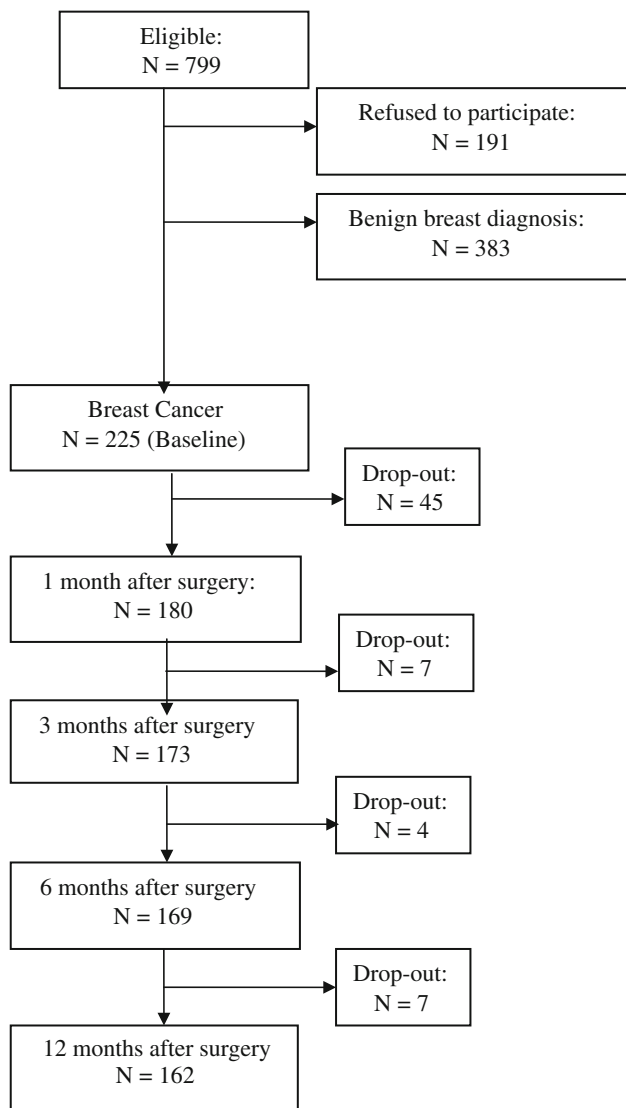 Eligible:
N = 799
Refused to participate:
N = 191
Benign breast diagnosis:
N = 383
Breast Cancer
N = 225 (Baseline)
Drop-out:
N = 45
1 month after surgery:
N = 180
Drop-out:
N = 7
3 months after surgery
N = 173
Drop-out:
N = 4
6 months after surgery
N = 169
Drop-out:
N = 7
12 months after surgery
N = 162